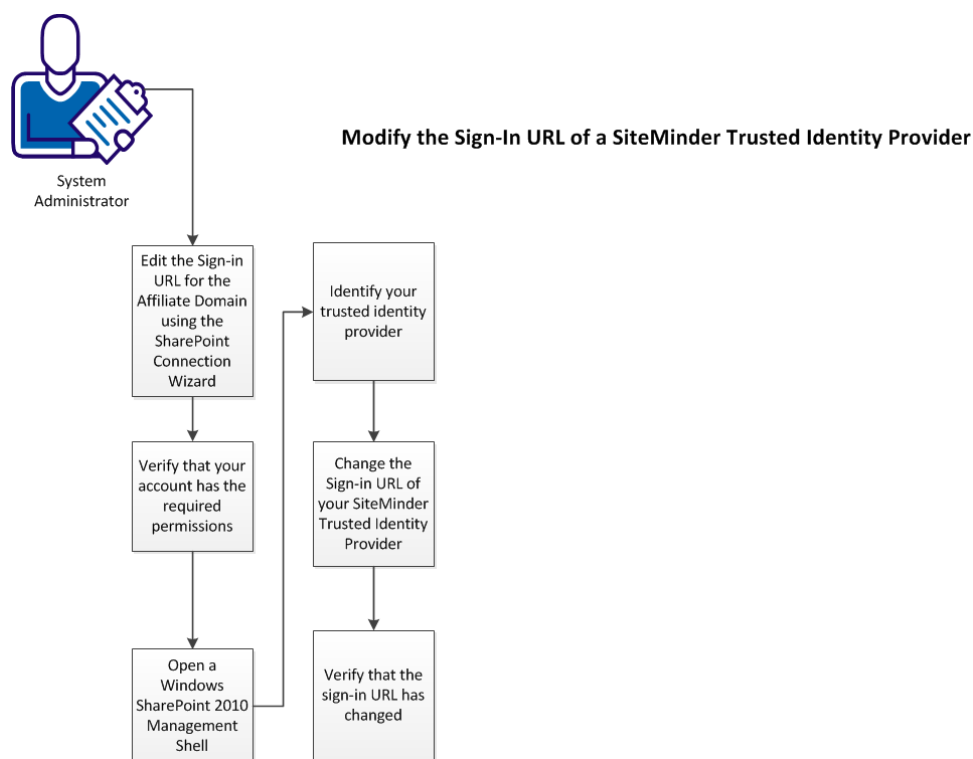 Modify the Sign-In URL of a SiteMinder Trusted Identity Provider
System
Administrator
Edit the Sign-in
URL for the
Affiliate Domain
using the
SharePoint
Connection
Wizard
Verify that your
account has the
required
permissions
Open a
Windows
SharePoint 2010
Management
Shell
Identify your
trusted identity
provider
Change the
Sign-in URL of
your SiteMinder
Trusted Identity
Provider
Verify that the
sign-in URL has
changed